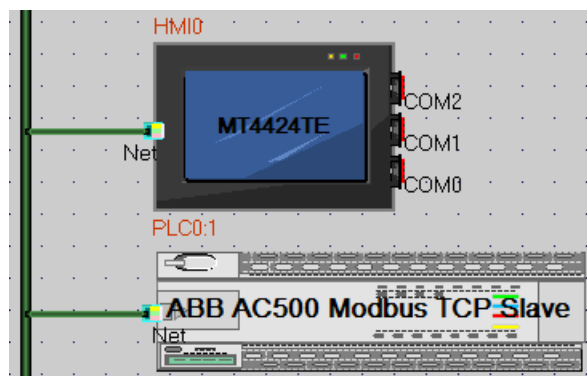 HMI0
MT4424TE
COM2
COM1
COM0
Net
PLC0:1
ABB AC500 Modbus TCP Slave
Net